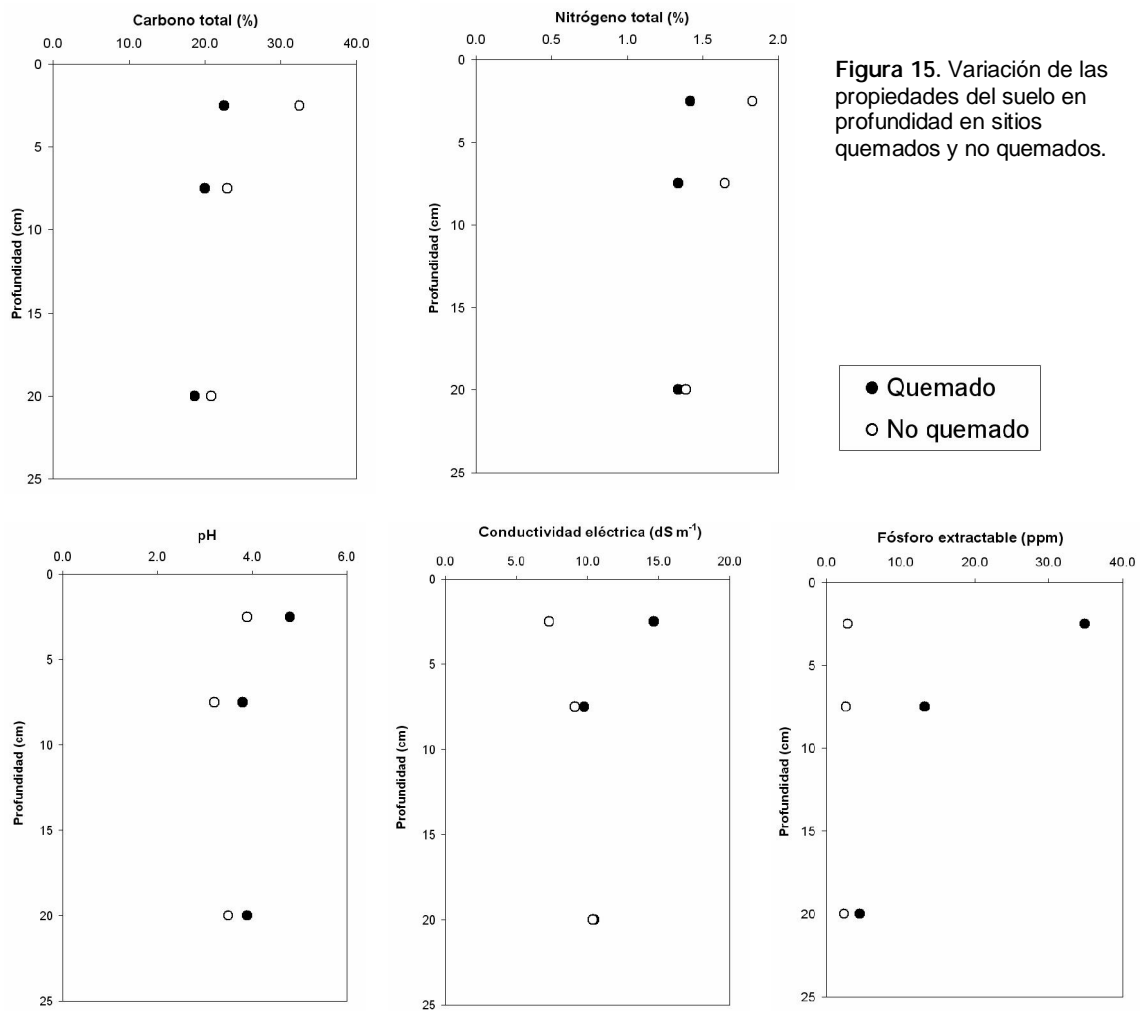 Carbono total (%)
0.0 10.0 20.0 30.0 40.0
0
5
10
15
20
25
Profundidad (cm)
Nitrógeno total (%)
0.0 0.5 1.0 1.5 2.0
0
5
10
15
20
25
Profundidad (cm)
Figura 15. Variación de las
propiedades del suelo en
profundidad en sitios
quemados y no quemados.
Quemado
No quemado
pH
0.0 2.0 4.0 6.0
0
5
10
15
20
25
Profundidad (cm)
Conductividad eléctrica (dS m⁻¹)
0.0 5.0 10.0 15.0 20.0
0
5
10
15
20
25
Profundidad (cm)
Fósforo extractable (ppm)
0.0 10.0 20.0 30.0 40.0
0
5
10
15
20
25
Profundidad (cm)